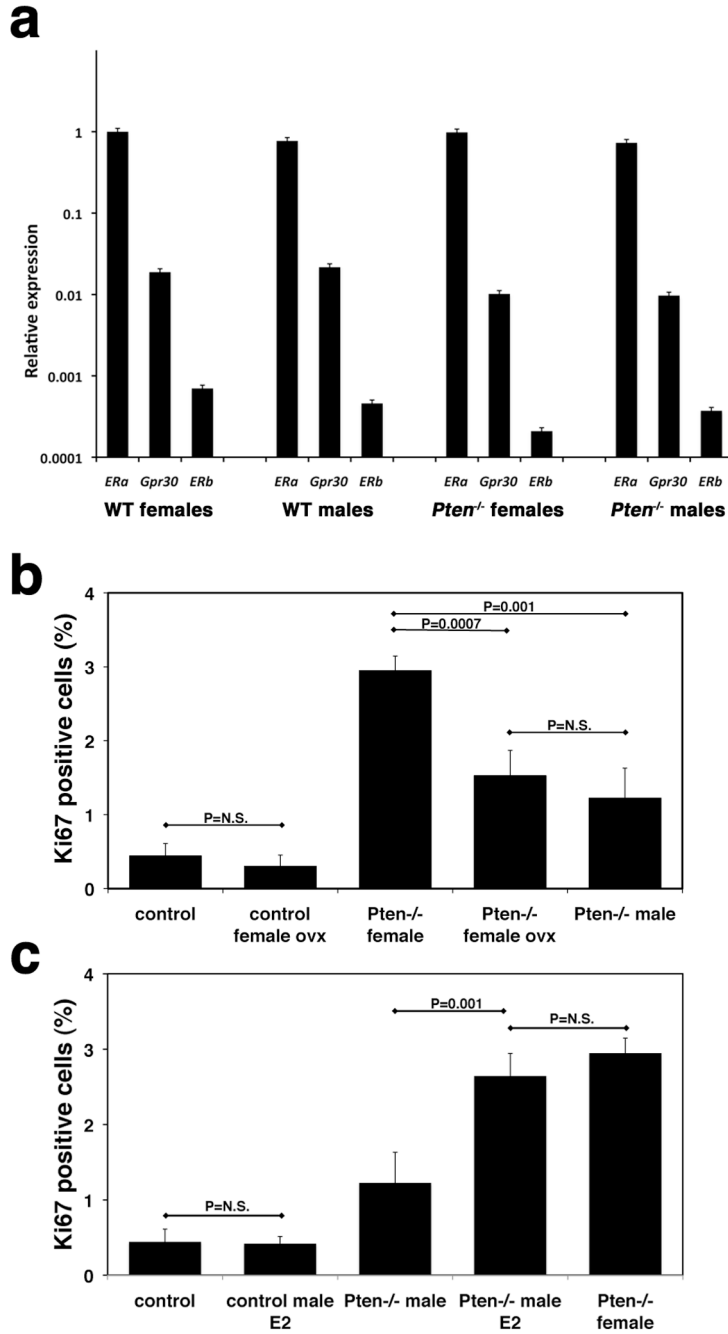 a
Relative expression
1
0.1
0.01
0.001
0.0001
ERa Gpr30 ERb ERa Gpr30 ERb ERa Gpr30 ERb ERa Gpr30 ERb
WT females WT males Pten-/- females Pten-/- males
b
Ki67 positive cells (%)
4
3
2
1
0
P=0.001
P=0.0007
P=N.S.
P=N.S.
control control Pten-/- Pten-/- Pten-/- male
female ovx female female ovx
c
Ki67 positive cells (%)
4
3
2
1
0
P=0.001
P=N.S.
P=N.S.
control control male Pten-/- male Pten-/- male Pten-/-
E2 E2 female